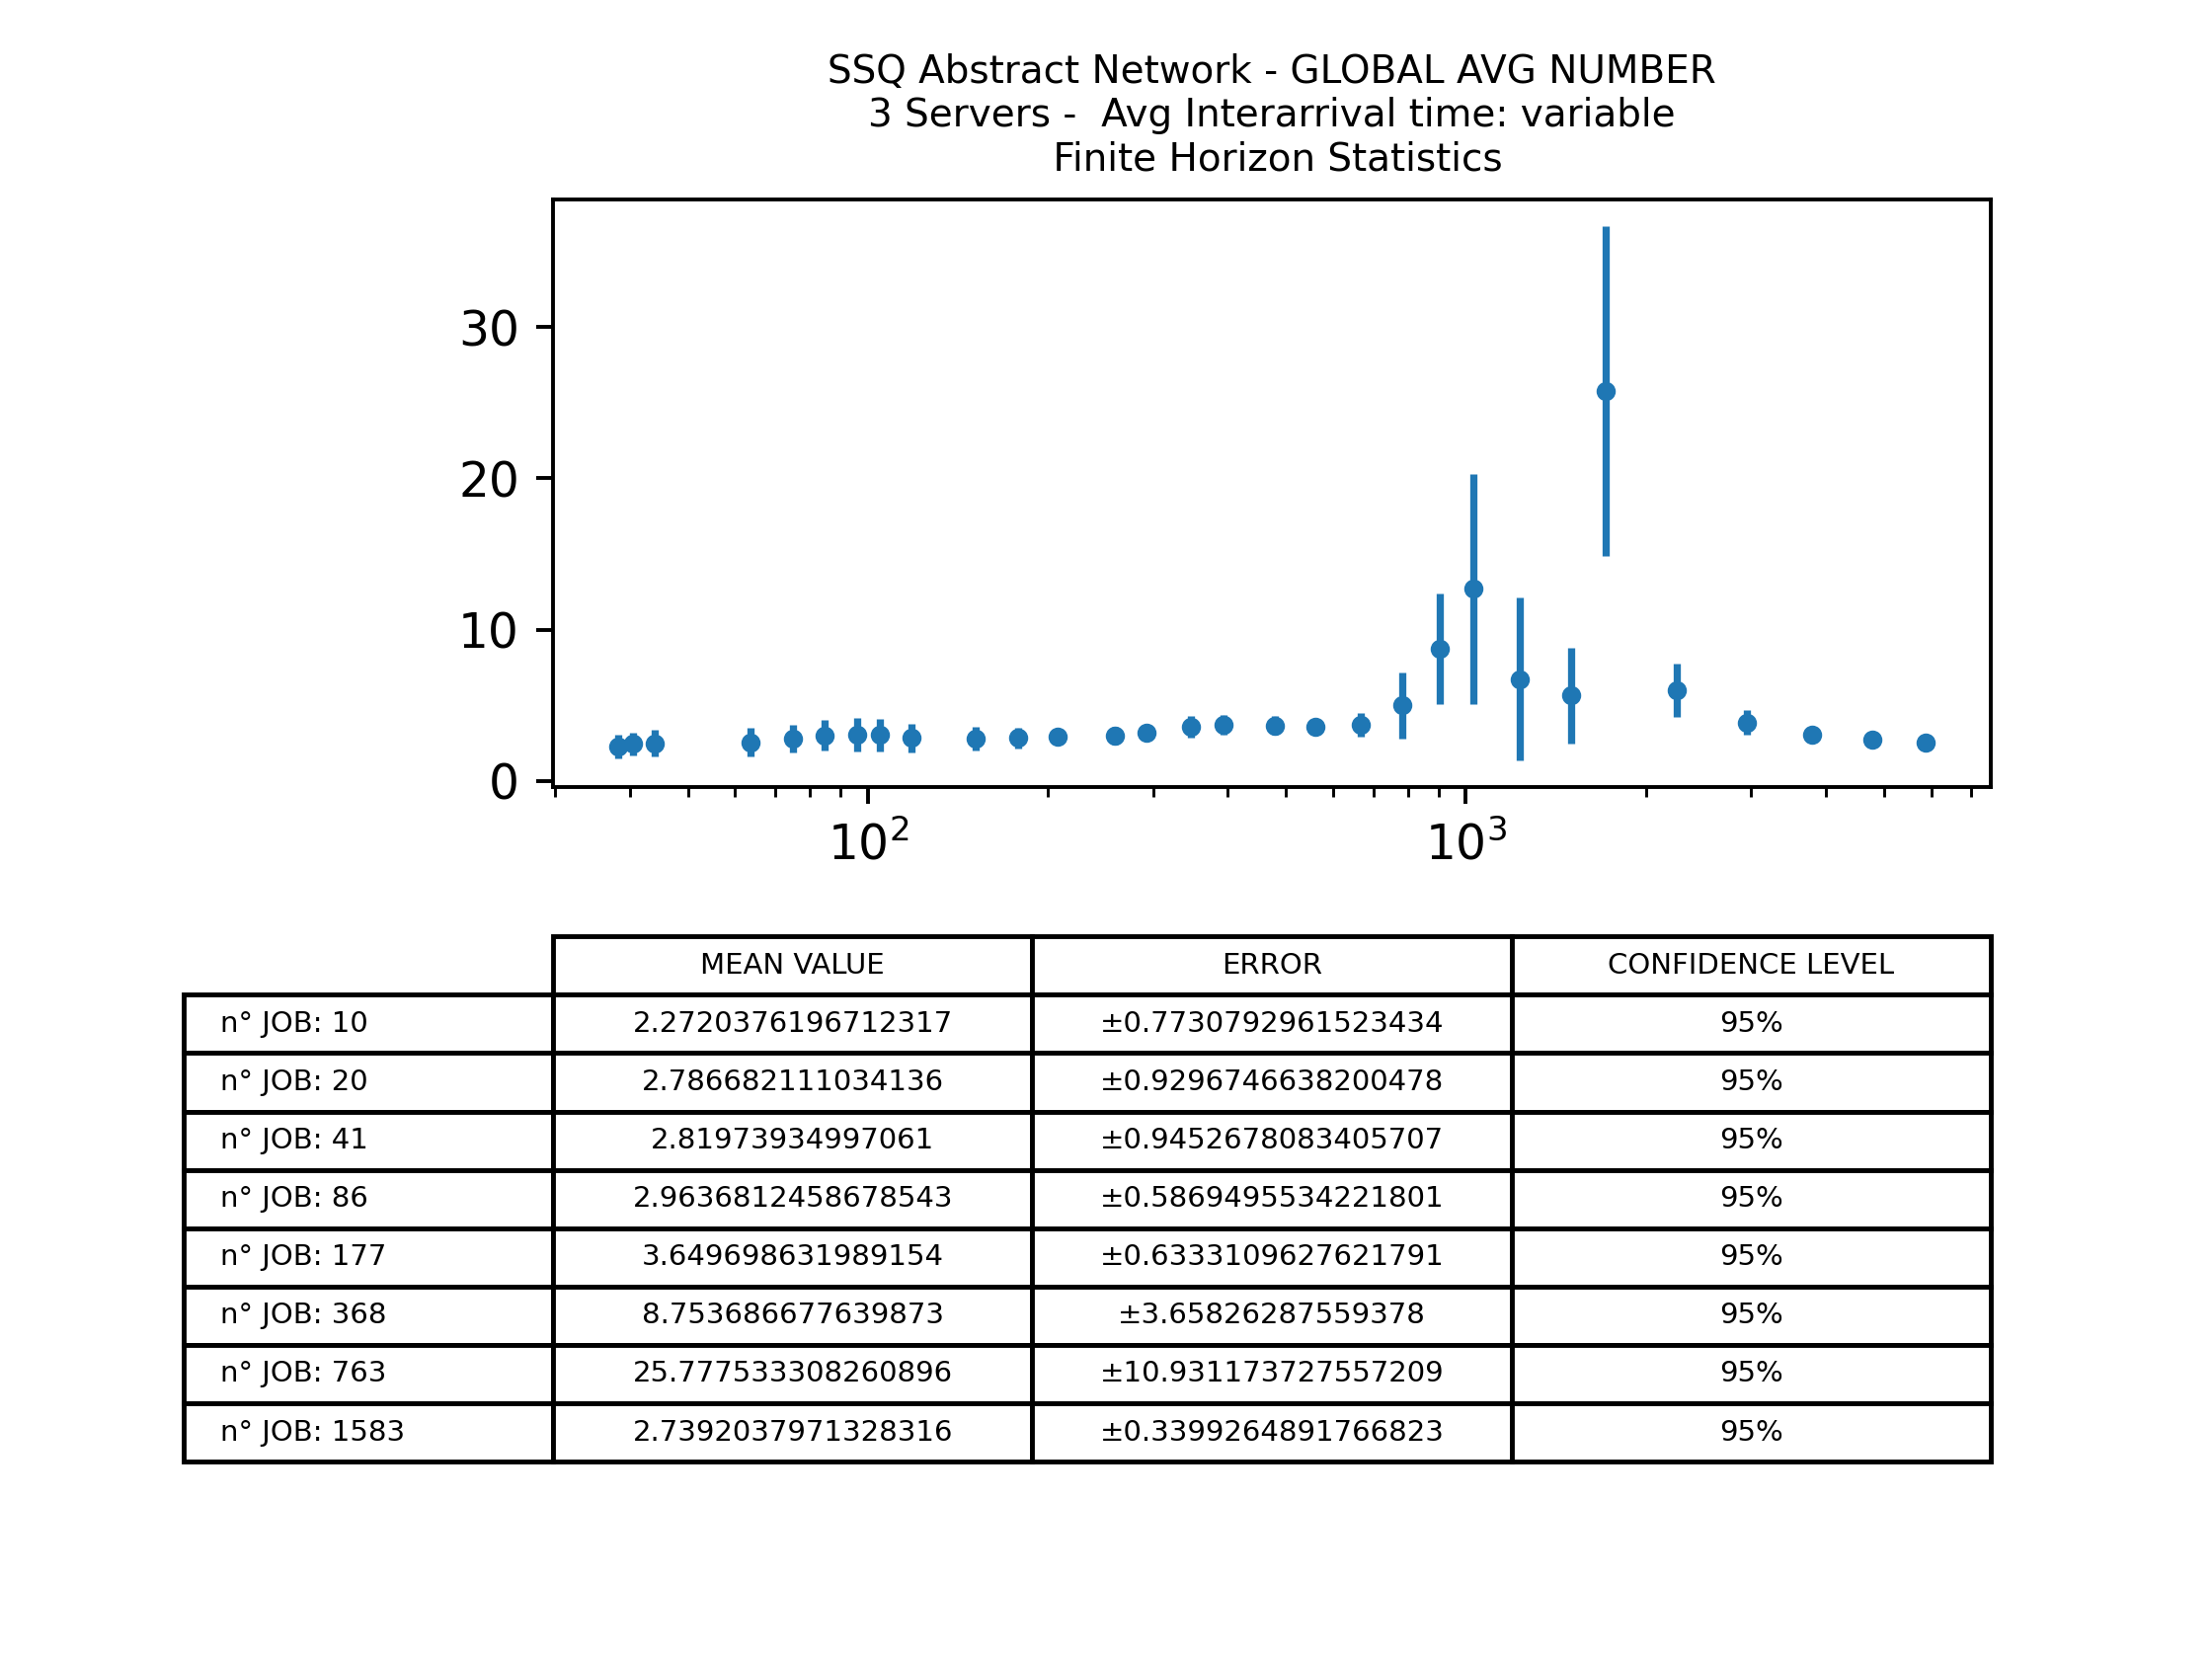 SSQ Abstract Network - GLOBAL AVG NUMBER
3 Servers -  Avg Interarrival time: variable
Finite Horizon Statistics
30
20
10
0
10² 10³
MEAN VALUE ERROR CONFIDENCE LEVEL
n° JOB: 10 2.2720376196712317 ±0.7730792961523434 95%
n° JOB: 20 2.786682111034136 ±0.9296746638200478 95%
n° JOB: 41 2.81973934997061 ±0.9452678083405707 95%
n° JOB: 86 2.9636812458678543 ±0.5869495534221801 95%
n° JOB: 177 3.649698631989154 ±0.6333109627621791 95%
n° JOB: 368 8.753686677639873 ±3.65826287559378 95%
n° JOB: 763 25.777533308260896 ±10.931173727557209 95%
n° JOB: 1583 2.7392037971328316 ±0.3399264891766823 95%